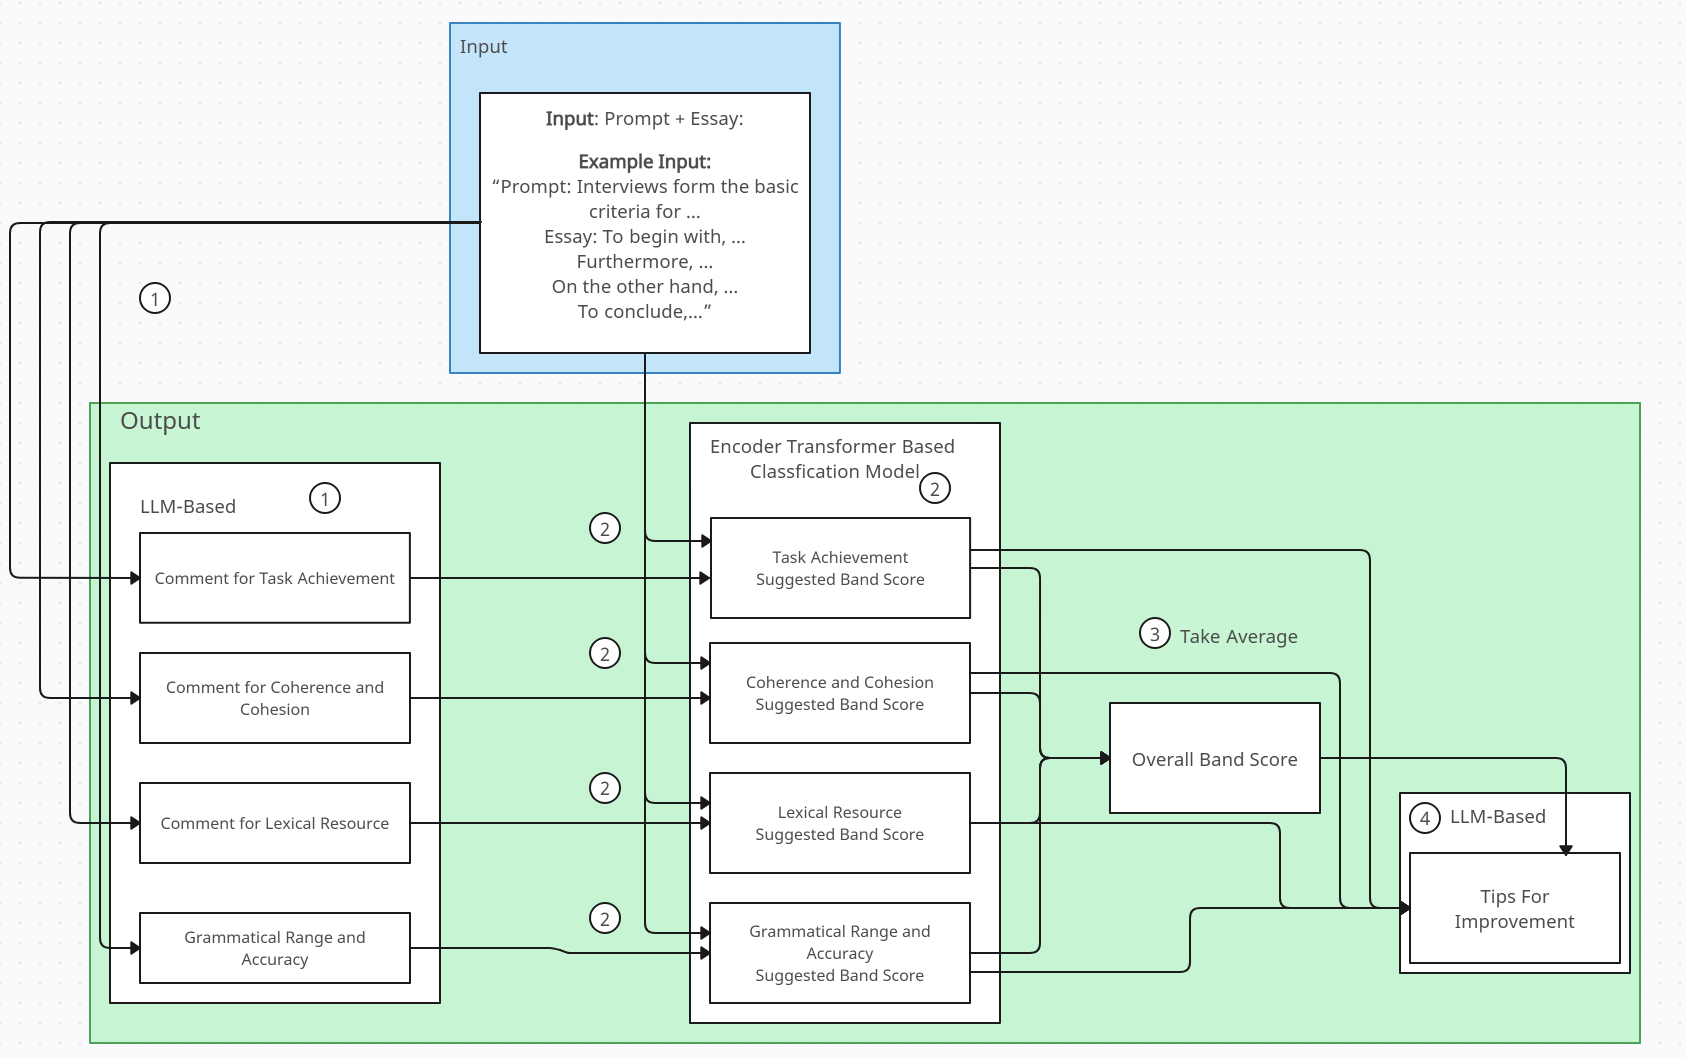 Input
Input: Prompt + Essay:
Example Input:
“Prompt: Interviews form the basic
criteria for ...
Essay: To begin with, ...
Furthermore, ...
On the other hand, ...
To conclude,...”
1
Output
LLM-Based
1
Comment for Task Achievement
Comment for Coherence and
Cohesion
Comment for Lexical Resource
Grammatical Range and
Accuracy
2
2
2
2
Encoder Transformer Based
Classfication Model
2
Task Achievement
Suggested Band Score
Coherence and Cohesion
Suggested Band Score
Lexical Resource
Suggested Band Score
Grammatical Range and
Accuracy
Suggested Band Score
3 Take Average
Overall Band Score
4 LLM-Based
Tips For
Improvement